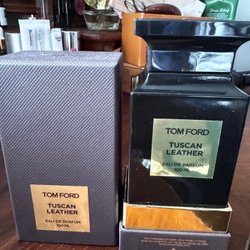 TOM FORD
TUSCAN
LEATHER
EAU DE PARFUM
100 ML
TOM FORD
TUSCAN
LEATHER
EAU DE PARFUM
100 ML